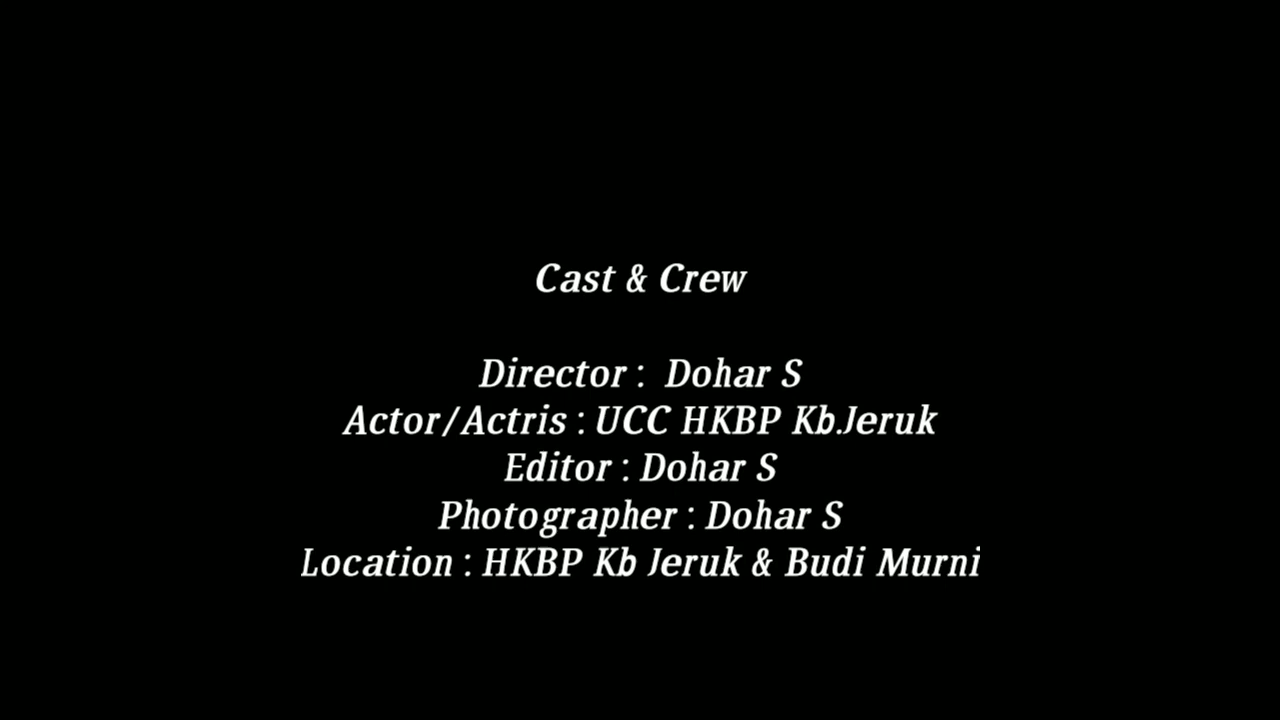 Cast & Crew
Director :  Dohar S
Actor/Actris : UCC HKBP Kb.Jeruk
Editor : Dohar S
Photographer : Dohar S
Location : HKBP Kb Jeruk & Budi Murni